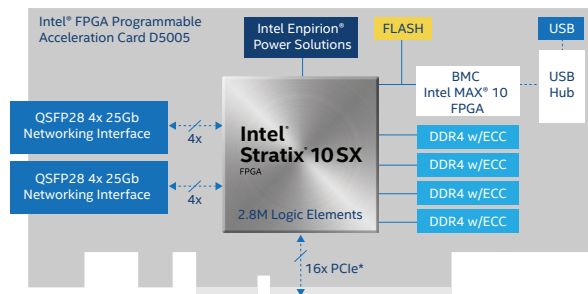 Intel® FPGA Programmable
Acceleration Card D5005
Intel Enpirion®
Power Solutions
FLASH
USB
BMC
Intel MAX® 10
FPGA
USB
Hub
QSFP28 4x 25Gb
Networking Interface
4x
QSFP28 4x 25Gb
Networking Interface
4x
Intel®
Stratix® 10 SX
FPGA
2.8M Logic Elements
DDR4 w/ECC
DDR4 w/ECC
DDR4 w/ECC
DDR4 w/ECC
16x PCIe*